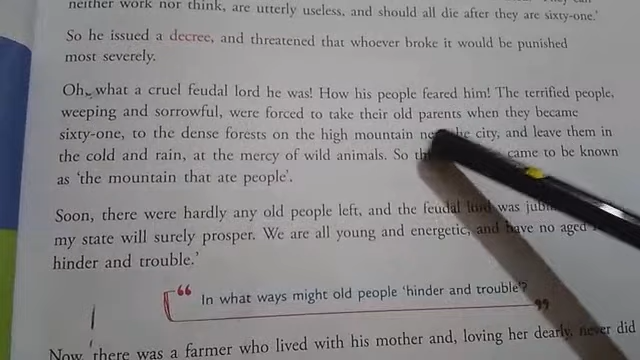 neither work nor think, are utterly useless, and should all die after they are sixty-one.'
So he issued a decree, and threatened that whoever broke it would be punished
most severely.
Oh, what a cruel feudal lord he was! How his people feared him! The terrified people,
weeping and sorrowful, were forced to take their old parents when they became
sixty-one, to the dense forests on the high mountain city, and leave them in
the cold and rain, at the mercy of wild animals. So came to be known
as 'the mountain that ate people'.
Soon, there were hardly any old people left, and the feudal lord was
my state will surely prosper. We are all young and energetic, and have no aged
hinder and trouble.'
“ In what ways might old people 'hinder and trouble'? ”
Now, there was a farmer who lived with his mother and, loving her dearly, never did